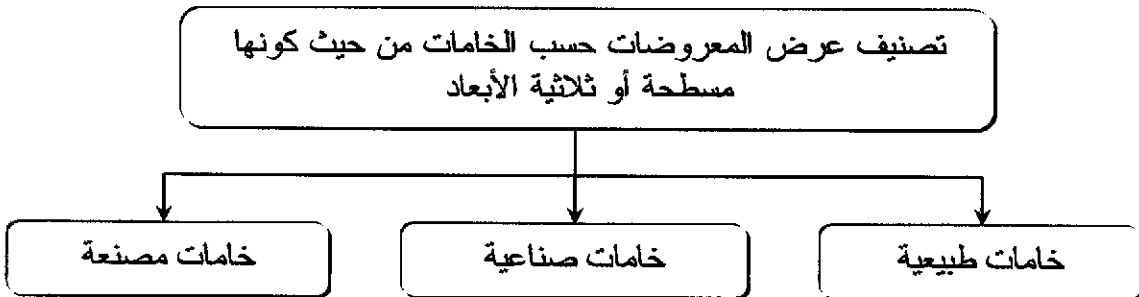 تصنيف عرض المعروضات حسب الخامات من حيث كونها
مسطحة أو ثلاثية الأبعاد
خامات طبيعية
خامات صناعية
خامات مصنعة